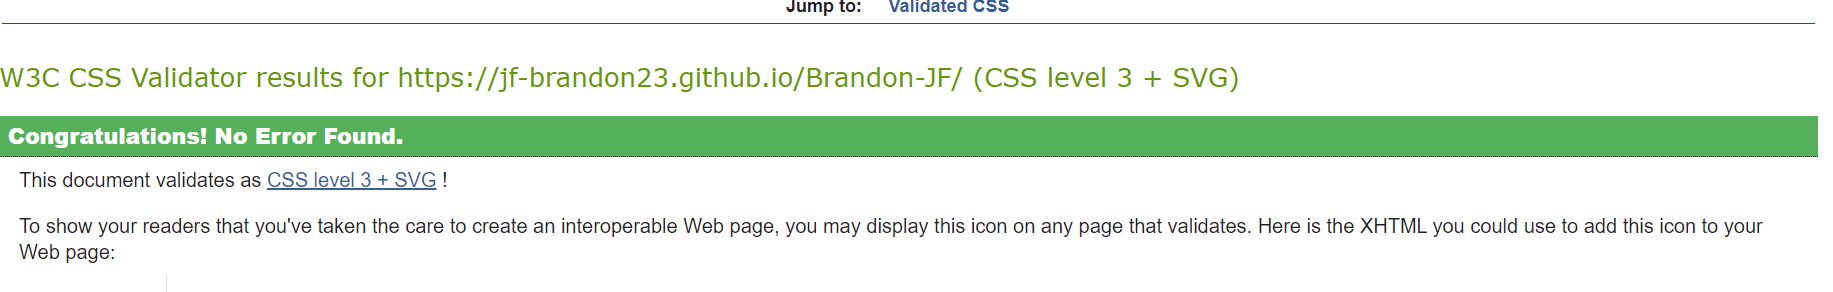 Jump to: Validated CSS
W3C CSS Validator results for https://jf-brandon23.github.io/Brandon-JF/ (CSS level 3 + SVG)
Congratulations! No Error Found.
This document validates as CSS level 3 + SVG !
To show your readers that you've taken the care to create an interoperable Web page, you may display this icon on any page that validates. Here is the XHTML you could use to add this icon to your
Web page: